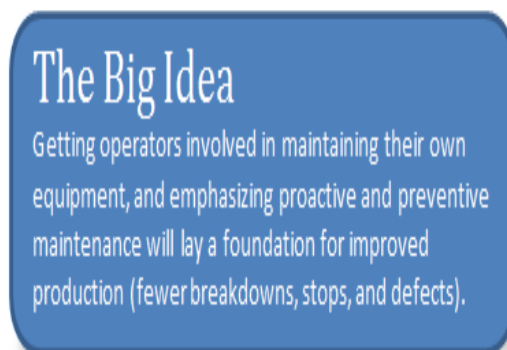 The Big Idea
Getting operators involved in maintaining their own
equipment, and emphasizing proactive and preventive
maintenance will lay a foundation for improved
production (fewer breakdowns, stops, and defects).